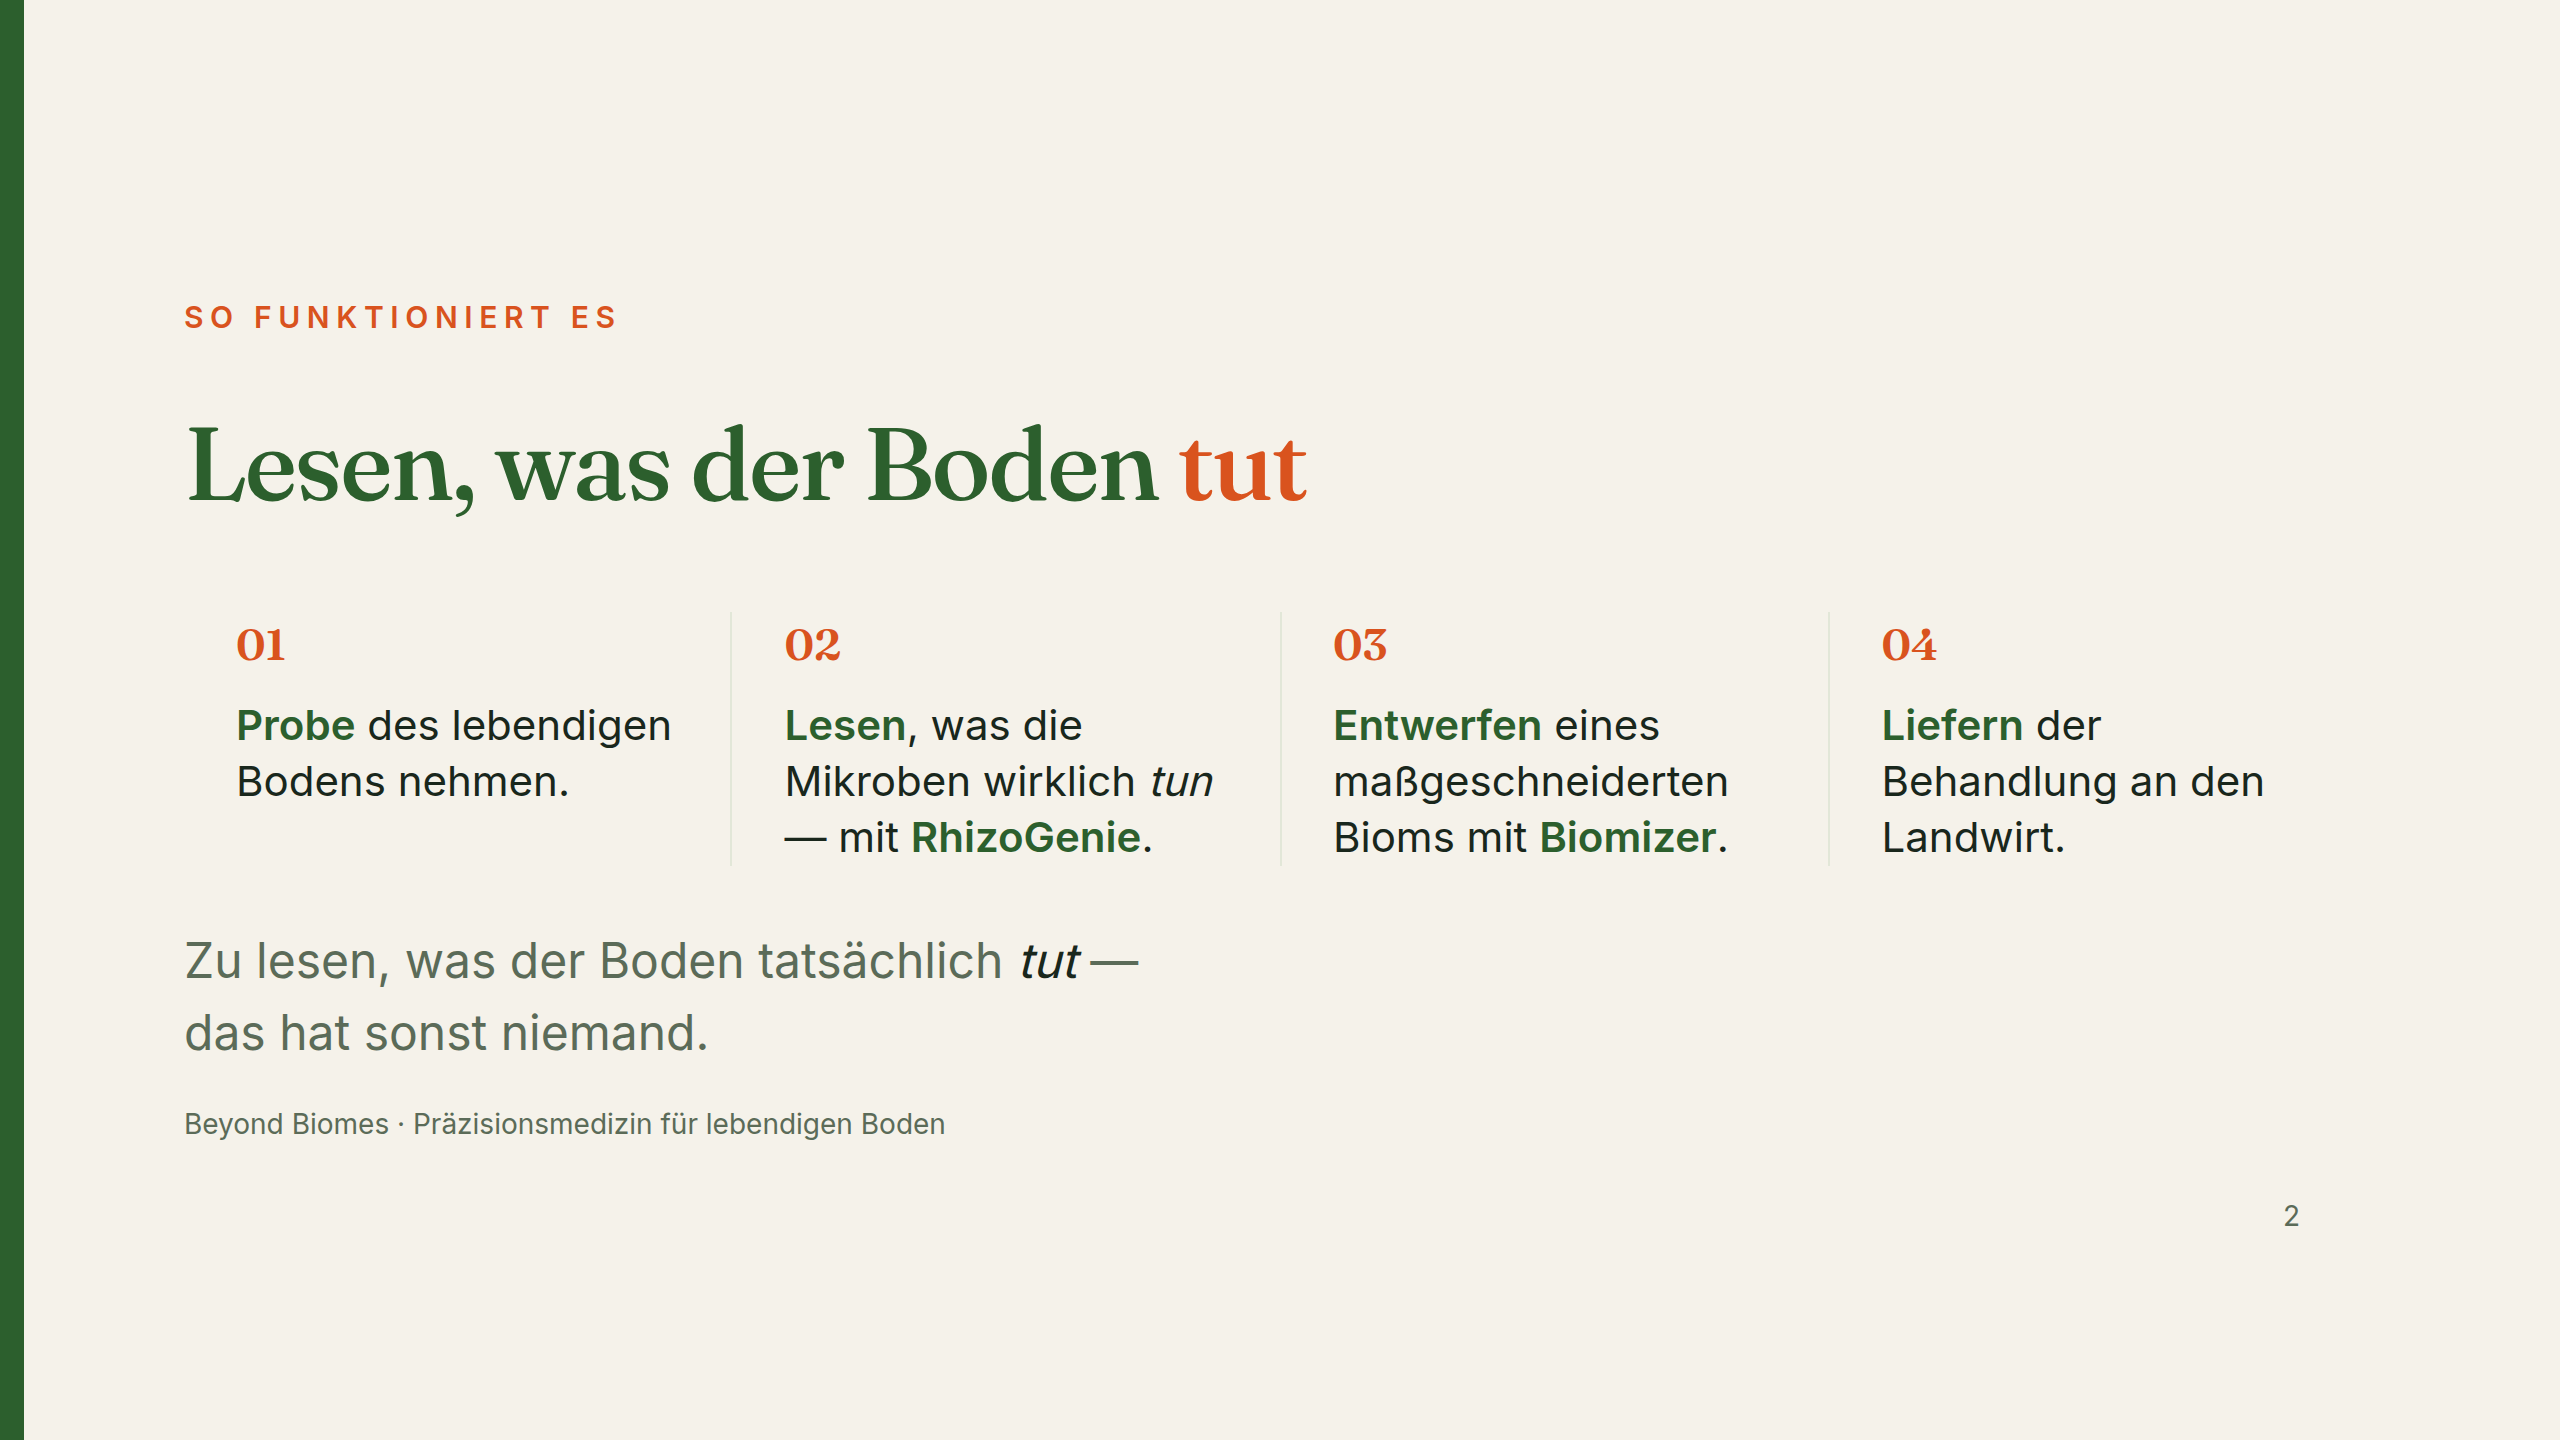 SO FUNKTIONIERT ES
Lesen, was der Boden tut
01
Probe des lebendigen
Bodens nehmen.
02
Lesen, was die
Mikroben wirklich tun
— mit RhizoGenie.
03
Entwerfen eines
maßgeschneiderten
Bioms mit Biomizer.
04
Liefern der
Behandlung an den
Landwirt.
Zu lesen, was der Boden tatsächlich tut —
das hat sonst niemand.
Beyond Biomes · Präzisionsmedizin für lebendigen Boden
2